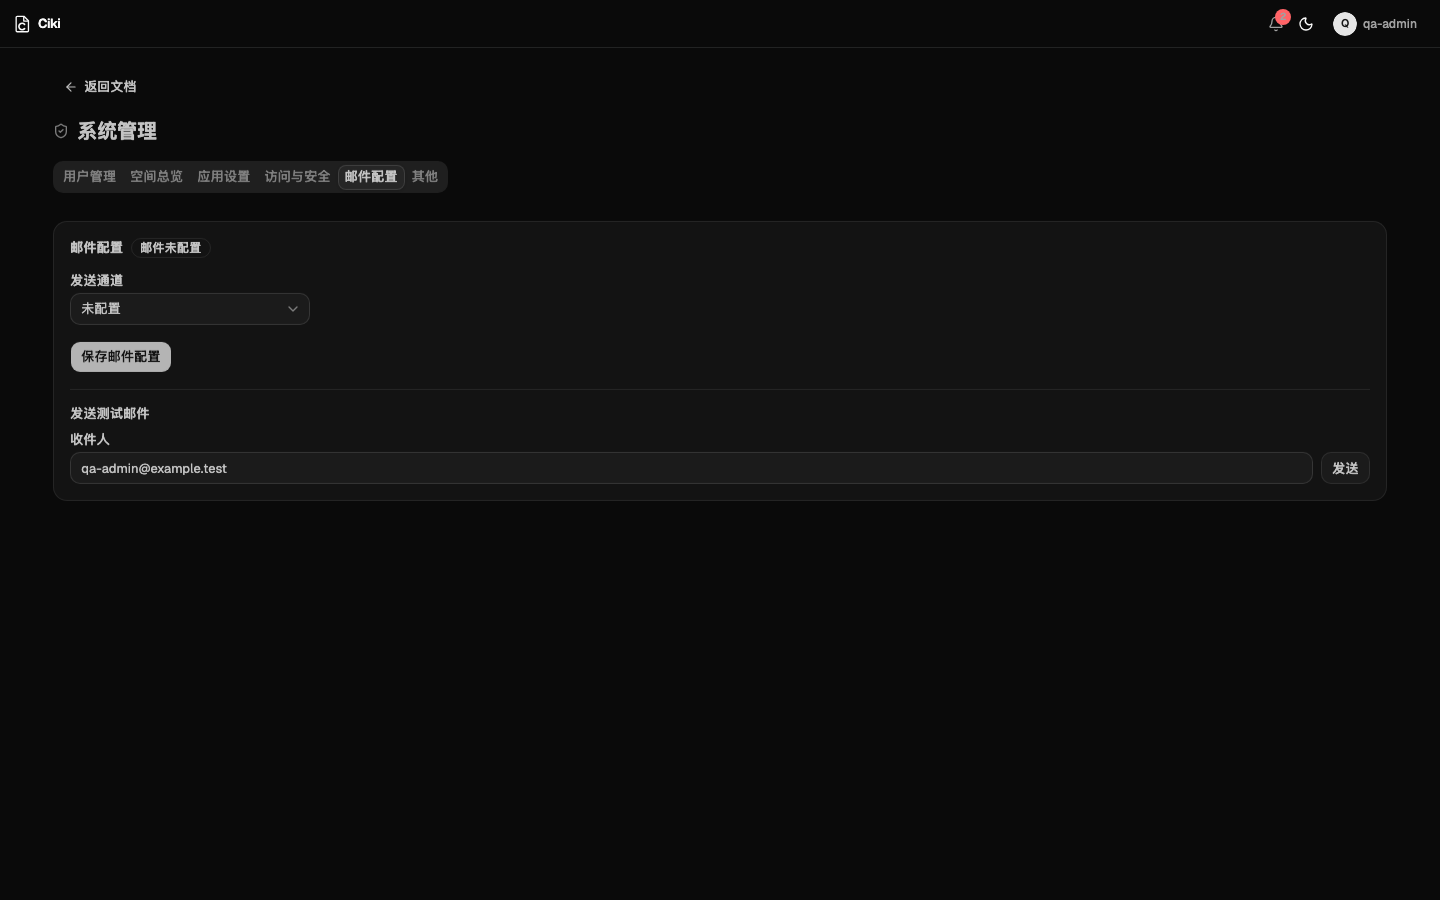 Ciki
Q qa-admin
返回文档
系统管理
用户管理 空间总览 应用设置 访问与安全 邮件配置 其他
邮件配置 邮件未配置
发送通道
未配置
保存邮件配置
发送测试邮件
收件人
qa-admin@example.test 发送